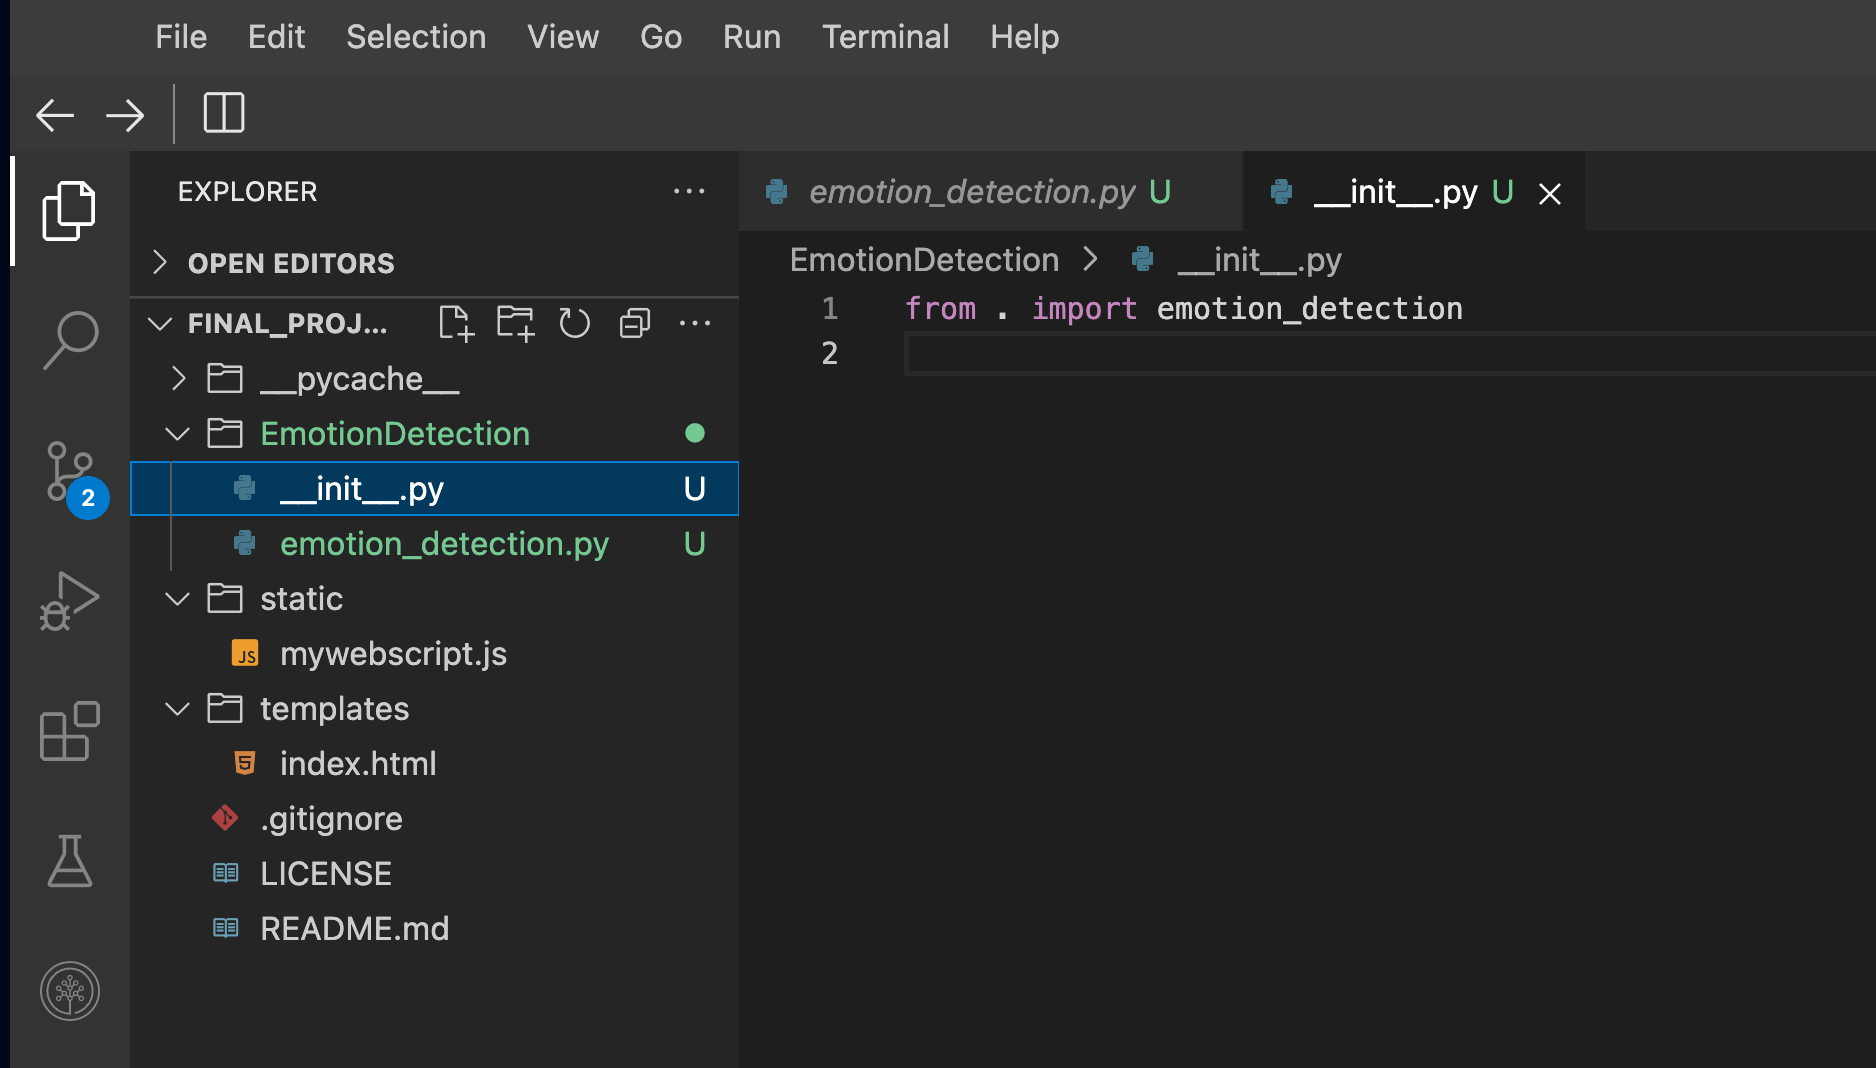 File Edit Selection View Go Run Terminal Help
EXPLORER
OPEN EDITORS
FINAL_PROJ...
__pycache__
EmotionDetection
__init__.py U
emotion_detection.py U
static
JS mywebscript.js
templates
5 index.html
.gitignore
LICENSE
README.md
2
emotion_detection.py U
__init__.py U
EmotionDetection > __init__.py
1 from . import emotion_detection
2